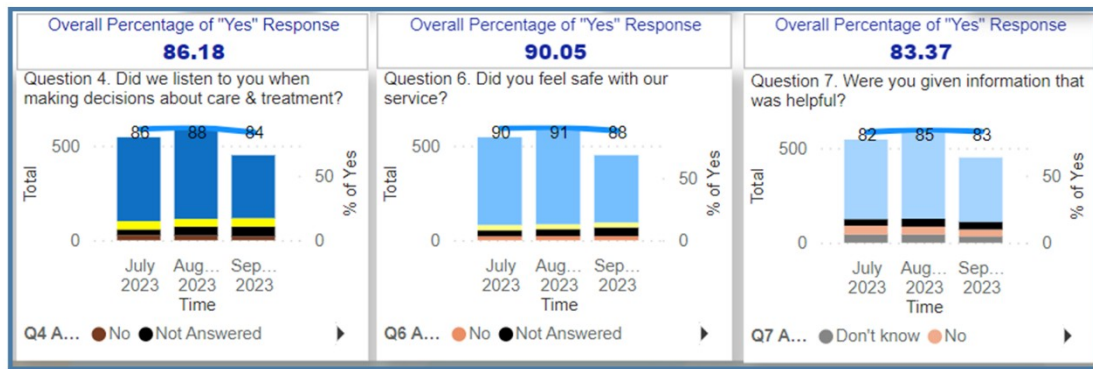 Overall Percentage of "Yes" Response
86.18
Question 4. Did we listen to you when
making decisions about care & treatment?
86 88 84
500
50
0
0
Total
% of Yes
July Aug... Sep...
2023 2023 2023
Time
Q4 A... No Not Answered
Overall Percentage of "Yes" Response
90.05
Question 6. Did you feel safe with our
service?
90 91 88
500
50
0
0
Total
% of Yes
July Aug... Sep...
2023 2023 2023
Time
Q6 A... No Not Answered
Overall Percentage of "Yes" Response
83.37
Question 7. Were you given information that
was helpful?
82 85 83
500
50
0
0
Total
% of Yes
July Aug... Sep...
2023 2023 2023
Time
Q7 A... Don't know No